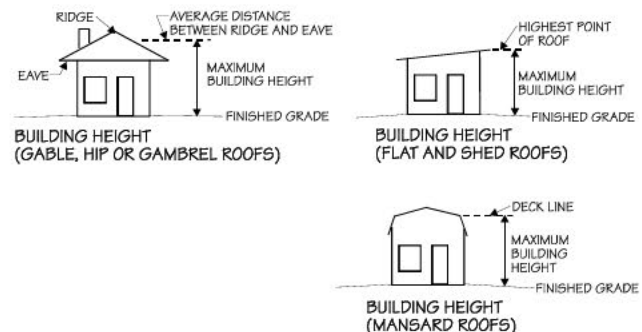 RIDGE
AVERAGE DISTANCE
BETWEEN RIDGE AND EAVE
EAVE
MAXIMUM
BUILDING HEIGHT
FINISHED GRADE
BUILDING HEIGHT
(GABLE, HIP OR GAMBREL ROOFS)
HIGHEST POINT
OF ROOF
MAXIMUM
BUILDING HEIGHT
FINISHED GRADE
BUILDING HEIGHT
(FLAT AND SHED ROOFS)
DECK LINE
MAXIMUM
BUILDING
HEIGHT
FINISHED GRADE
BUILDING HEIGHT
(MANSARD ROOFS)